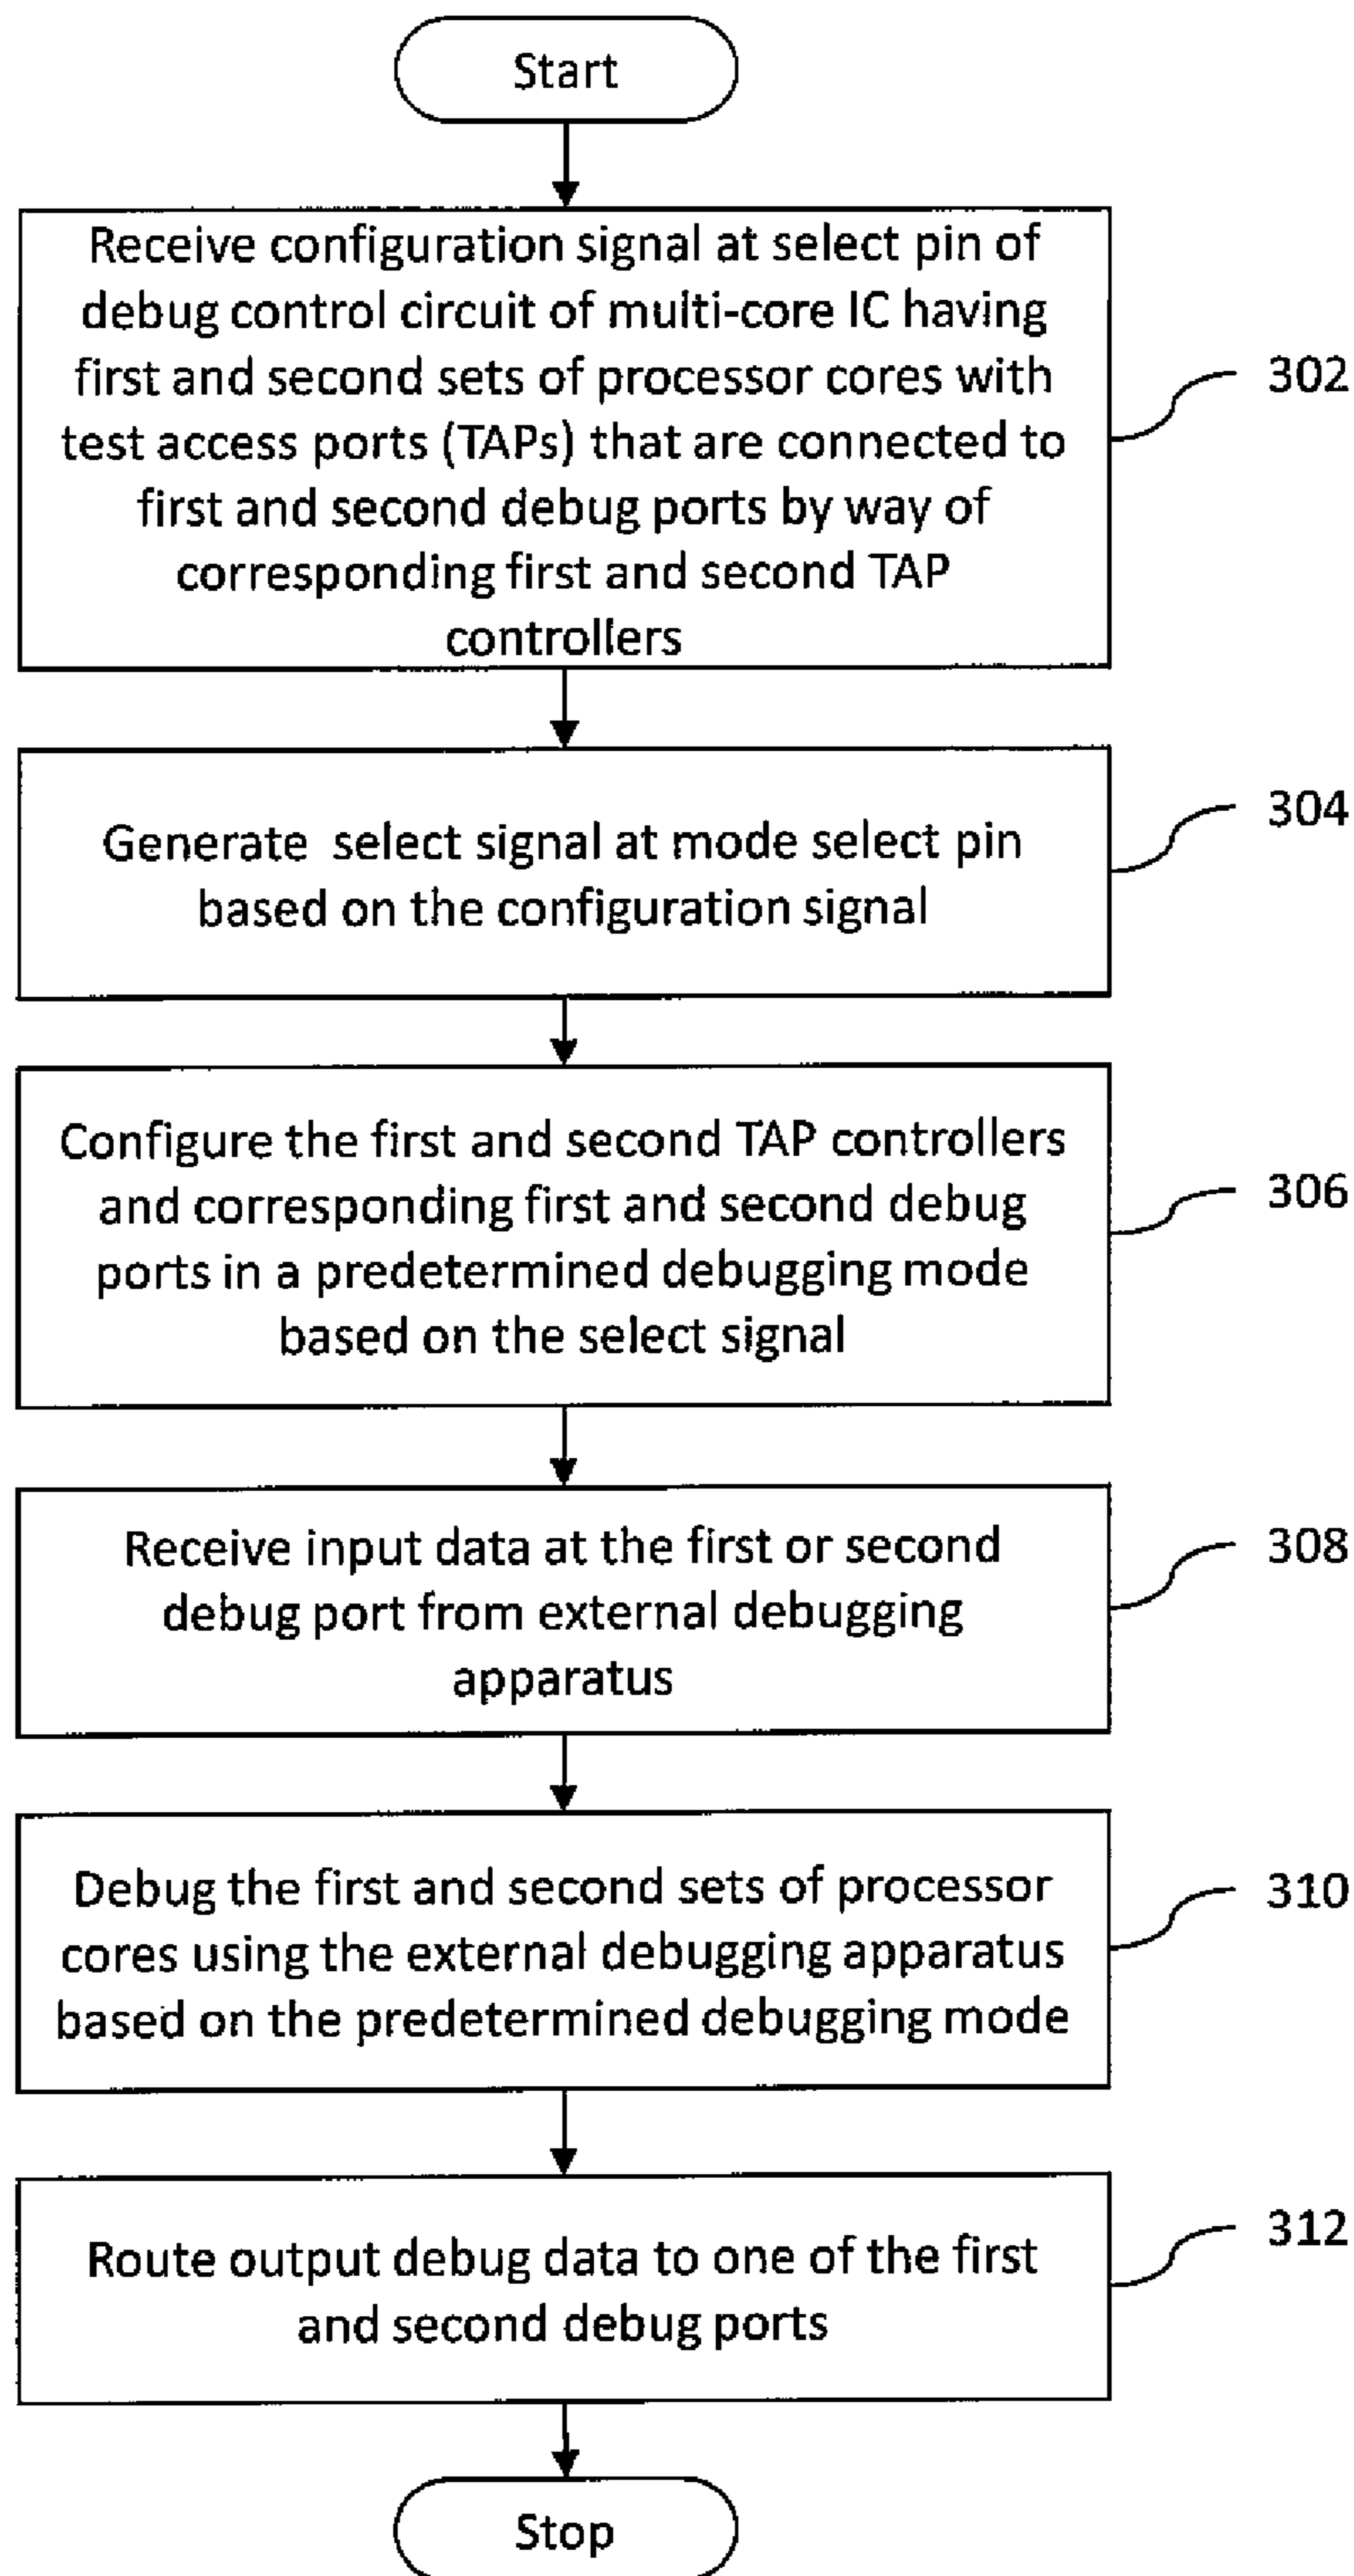 Start
Receive configuration signal at select pin of
debug control circuit of multi-core IC having
first and second sets of processor cores with
test access ports (TAPs) that are connected to
first and second debug ports by way of
corresponding first and second TAP
controllers
302
Generate select signal at mode select pin
based on the configuration signal
304
Configure the first and second TAP controllers
and corresponding first and second debug
ports in a predetermined debugging mode
based on the select signal
306
Receive input data at the first or second
debug port from external debugging
apparatus
308
Debug the first and second sets of processor
cores using the external debugging apparatus
based on the predetermined debugging mode
310
Route output debug data to one of the first
and second debug ports
312
Stop